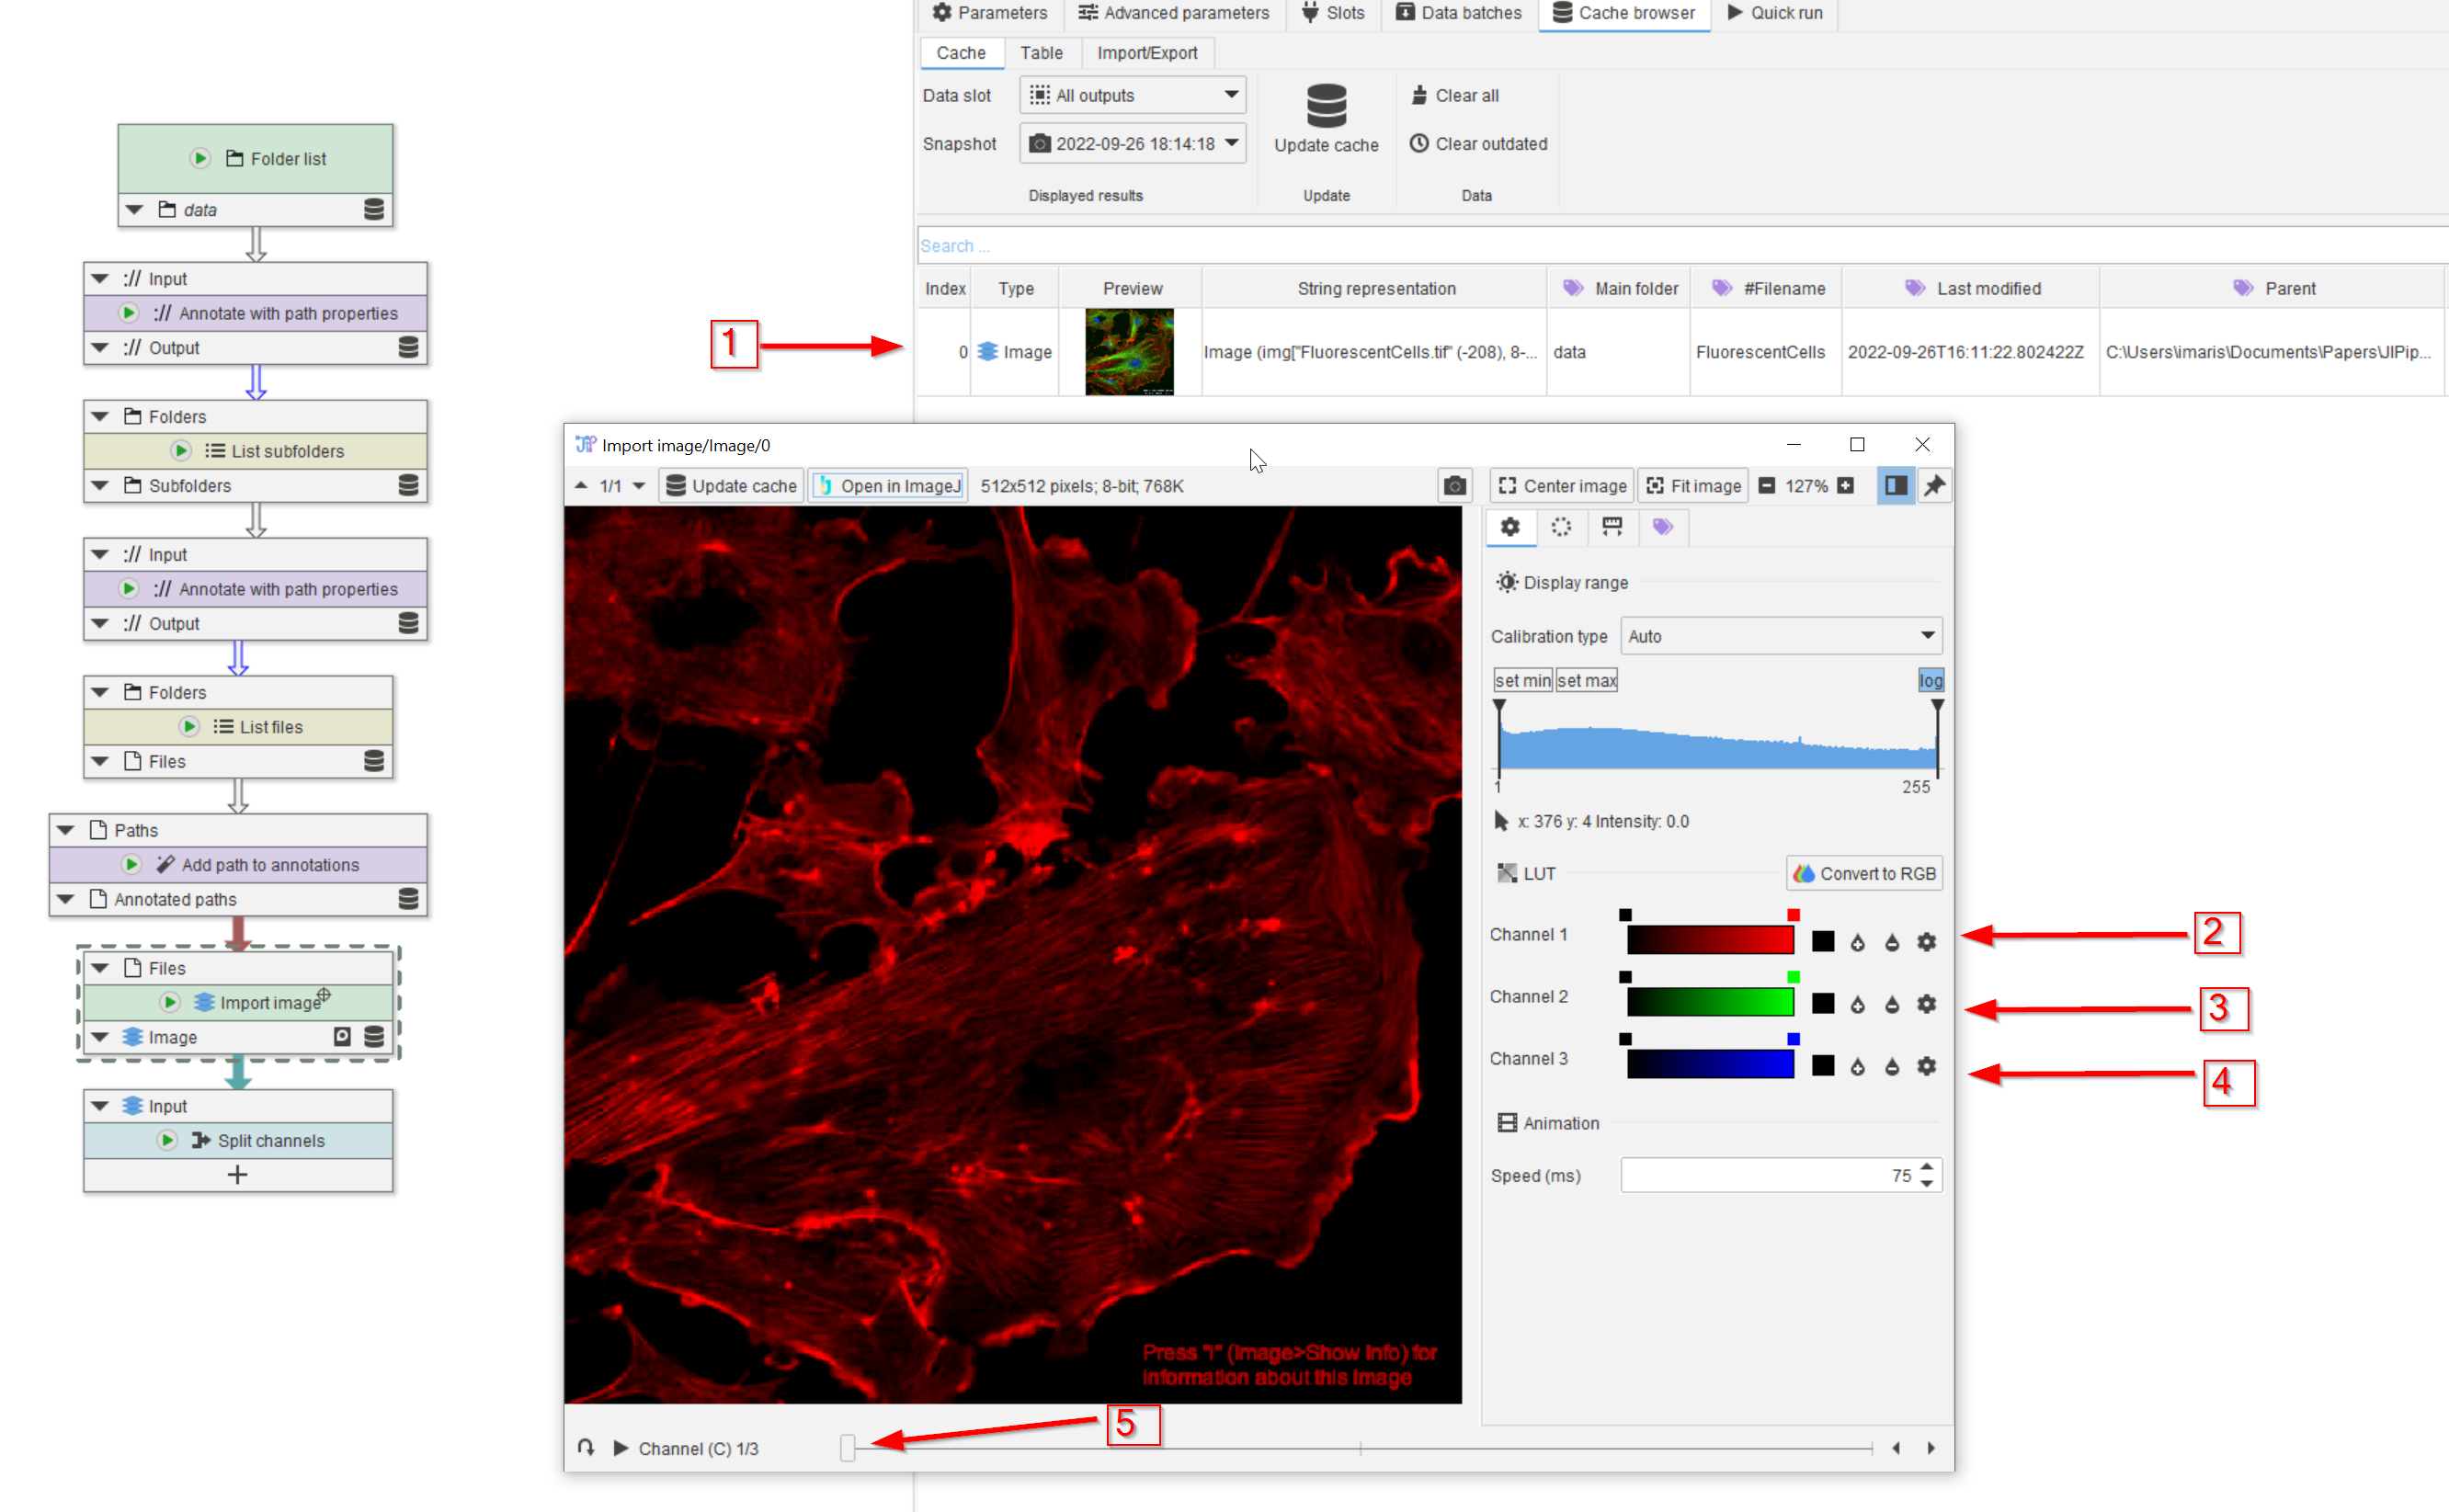 Parameters
Advanced parameters
Slots
Data batches
Cache browser
Quick run
Cache
Table
Import/Export
Data slot
All outputs
Snapshot
2022-09-26 18:14:18
Displayed results
Update cache
Update
Clear all
Clear outdated
Data
Search ...
Index
Type
Preview
String representation
Main folder
#Filename
Last modified
Parent
0
Image
Image (img["FluorescentCells.tif" (-208), 8-...
data
FluorescentCells
2022-09-26T16:11:22.802422Z
C:\Users\imaris\Documents\Papers\JIPip...
1
Folder list
data
:// Input
:// Annotate with path properties
:// Output
Folders
List subfolders
Subfolders
:// Input
:// Annotate with path properties
:// Output
Folders
List files
Files
Paths
Add path to annotations
Annotated paths
Files
Import image
Image
Input
Split channels
+
JIP Import image/Image/0
1/1
Update cache
Open in ImageJ
512x512 pixels; 8-bit; 768K
Center image
Fit image
127%
Display range
Calibration type
Auto
set min
set max
log
1
255
x: 376 y: 4 Intensity: 0.0
LUT
Convert to RGB
Channel 1
2
Channel 2
3
Channel 3
4
Animation
Speed (ms)
75
Press "i" (Image>Show Info) for
information about this image
5
Channel (C) 1/3